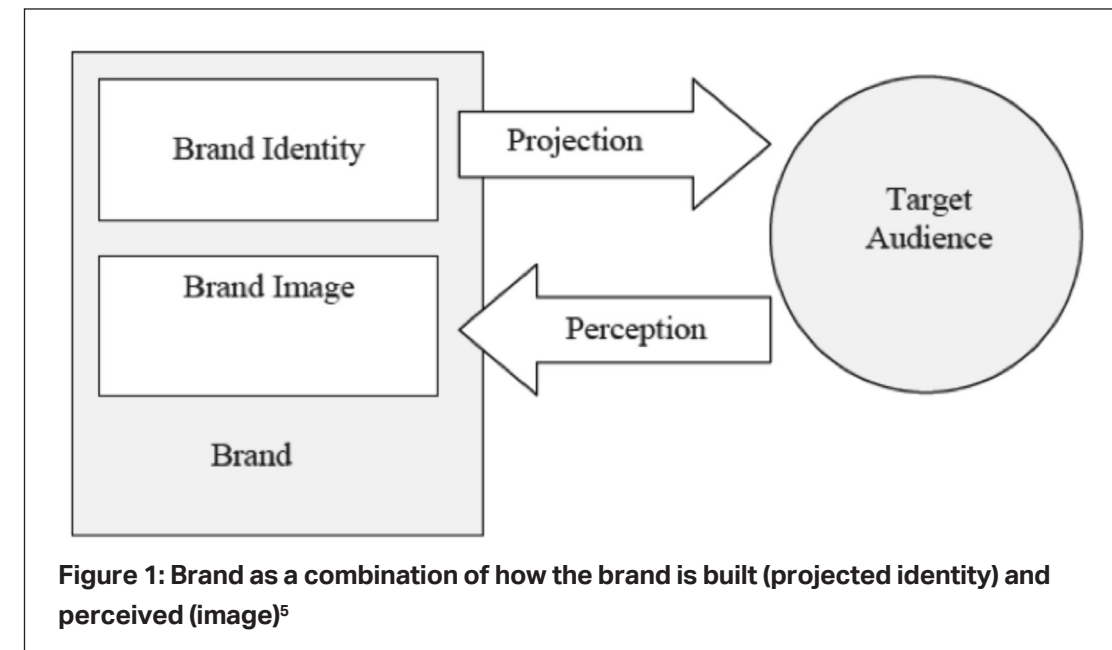 Brand Identity
Projection
Target
Audience
Brand Image
Perception
Brand
Figure 1: Brand as a combination of how the brand is built (projected identity) and
perceived (image)⁵